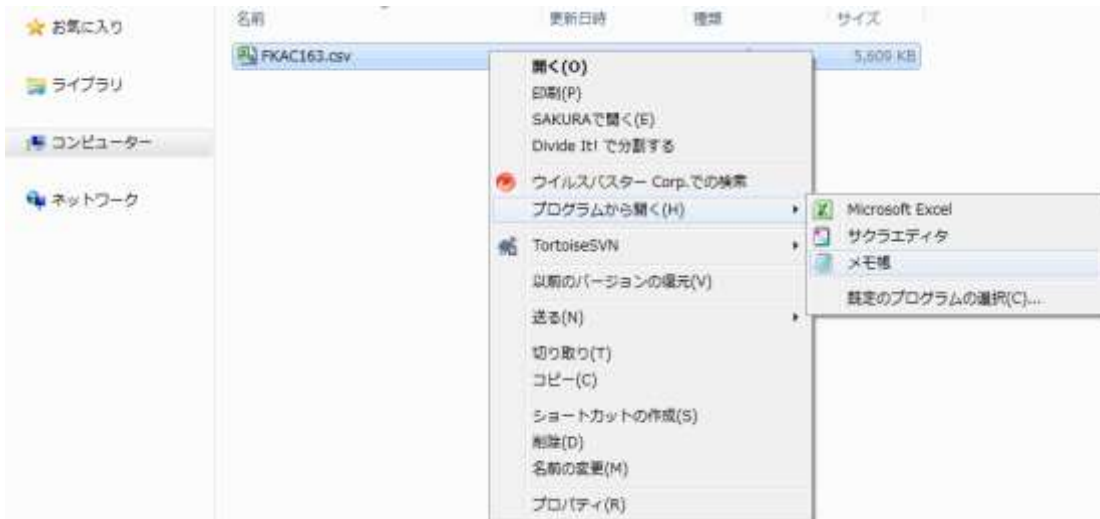 お気に入り
ライブラリ
コンピューター
ネットワーク
名前 更新日時 種類 サイズ
FKAC163.csv 5,609 KB
開く(O)
印刷(P)
SAKURAで開く(E)
Divide It! で分割する
ウイルスバスター Corp.での検索
プログラムから開く(H)
TortoiseSVN
以前のバージョンの復元(V)
送る(N)
切り取り(T)
コピー(C)
ショートカットの作成(S)
削除(D)
名前の変更(M)
プロパティ(R)
Microsoft Excel
サクラエディタ
メモ帳
既定のプログラムの選択(C)...